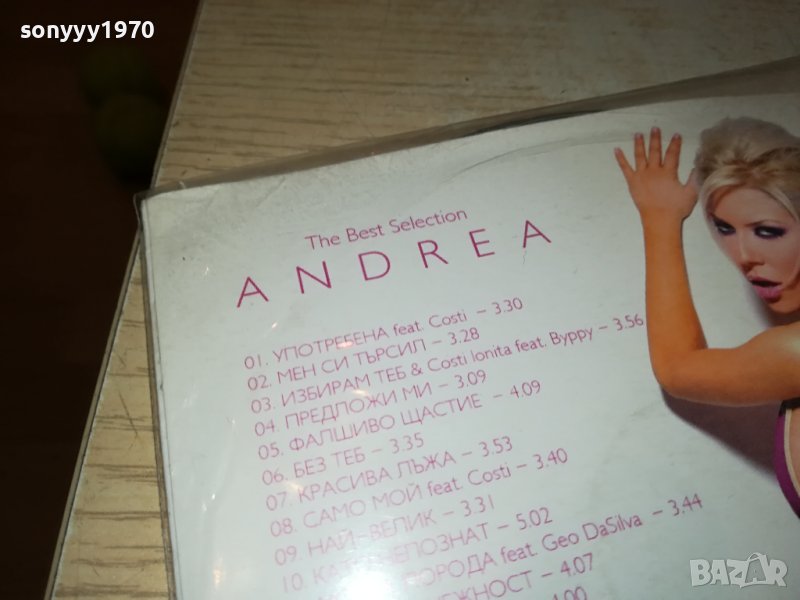 sonyyy1970
The Best Selection
ANDREA
01. УПОТРЕБЕНА feat. Costi – 3.30
02. МЕН СИ ТЪРСИЛ – 3.28
03. ИЗБИРАМ ТЕБ & Costi Ionita feat. Byppy – 3.56
04. ПРЕДЛОЖИ МИ – 3.09
05. ФАЛШИВО ЩАСТИЕ – 4.09
06. БЕЗ ТЕБ – 3.35
07. КРАСИВА ЛЪЖА – 3.53
08. САМО МОЙ feat. Costi – 3.40
09. НАЙ-ВЕЛИК – 3.31
10. – 5.02
feat. Geo DaSilva – 3.44
– 4.07
BAZAR